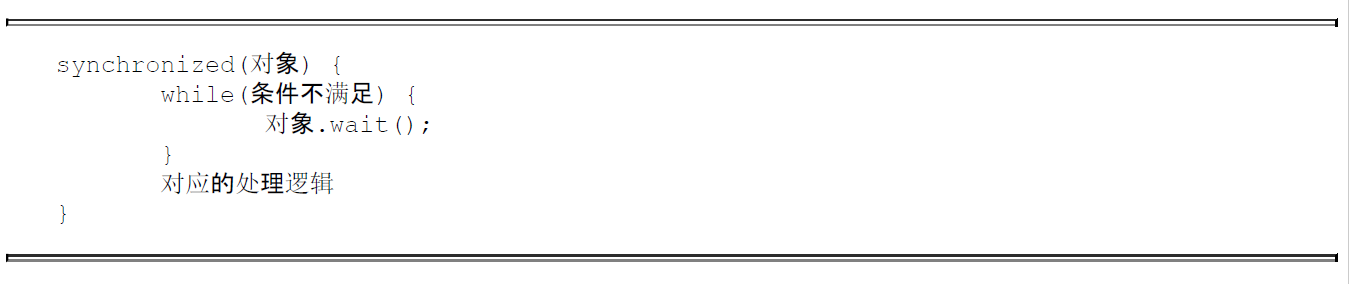 synchronized(对象) {
while(条件不满足) {
对象.wait();
}
对应的处理逻辑
}